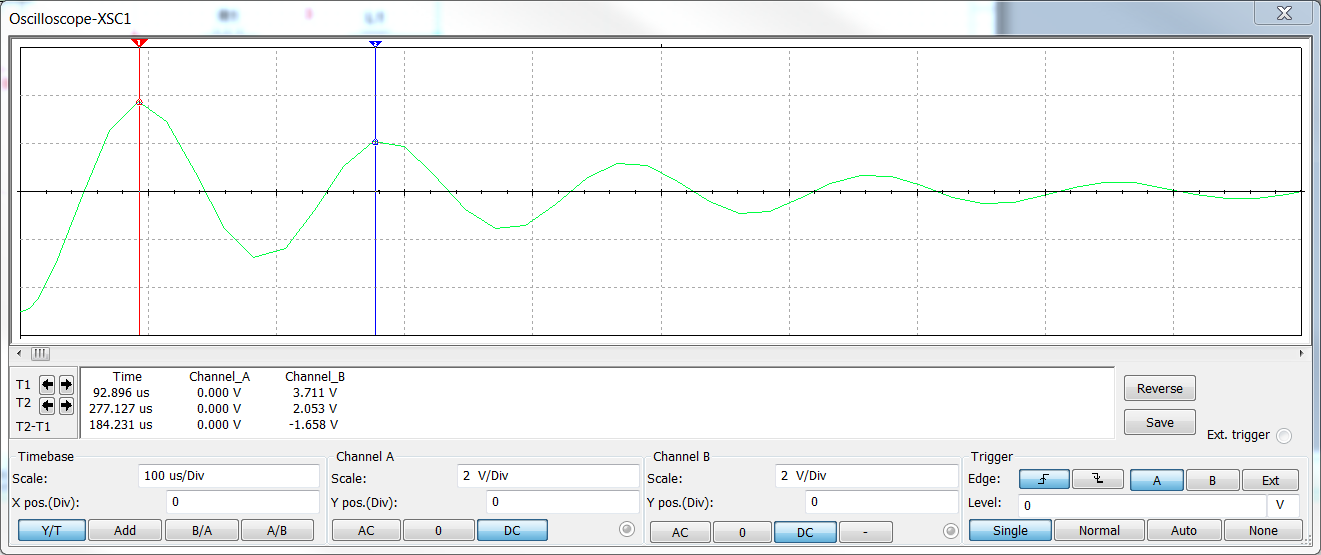 Oscilloscope-XSC1
1
2
T1
T2
T2-T1
Time Channel_A Channel_B
92.896 us 0.000 V 3.711 V
277.127 us 0.000 V 2.053 V
184.231 us 0.000 V -1.658 V
Reverse
Save
Ext. trigger
Timebase
Scale: 100 us/Div
X pos.(Div): 0
Y/T Add B/A A/B
Channel A
Scale: 2 V/Div
Y pos.(Div): 0
AC 0 DC
Channel B
Scale: 2 V/Div
Y pos.(Div): 0
AC 0 DC -
Trigger
Edge: A B Ext
Level: 0 V
Single Normal Auto None